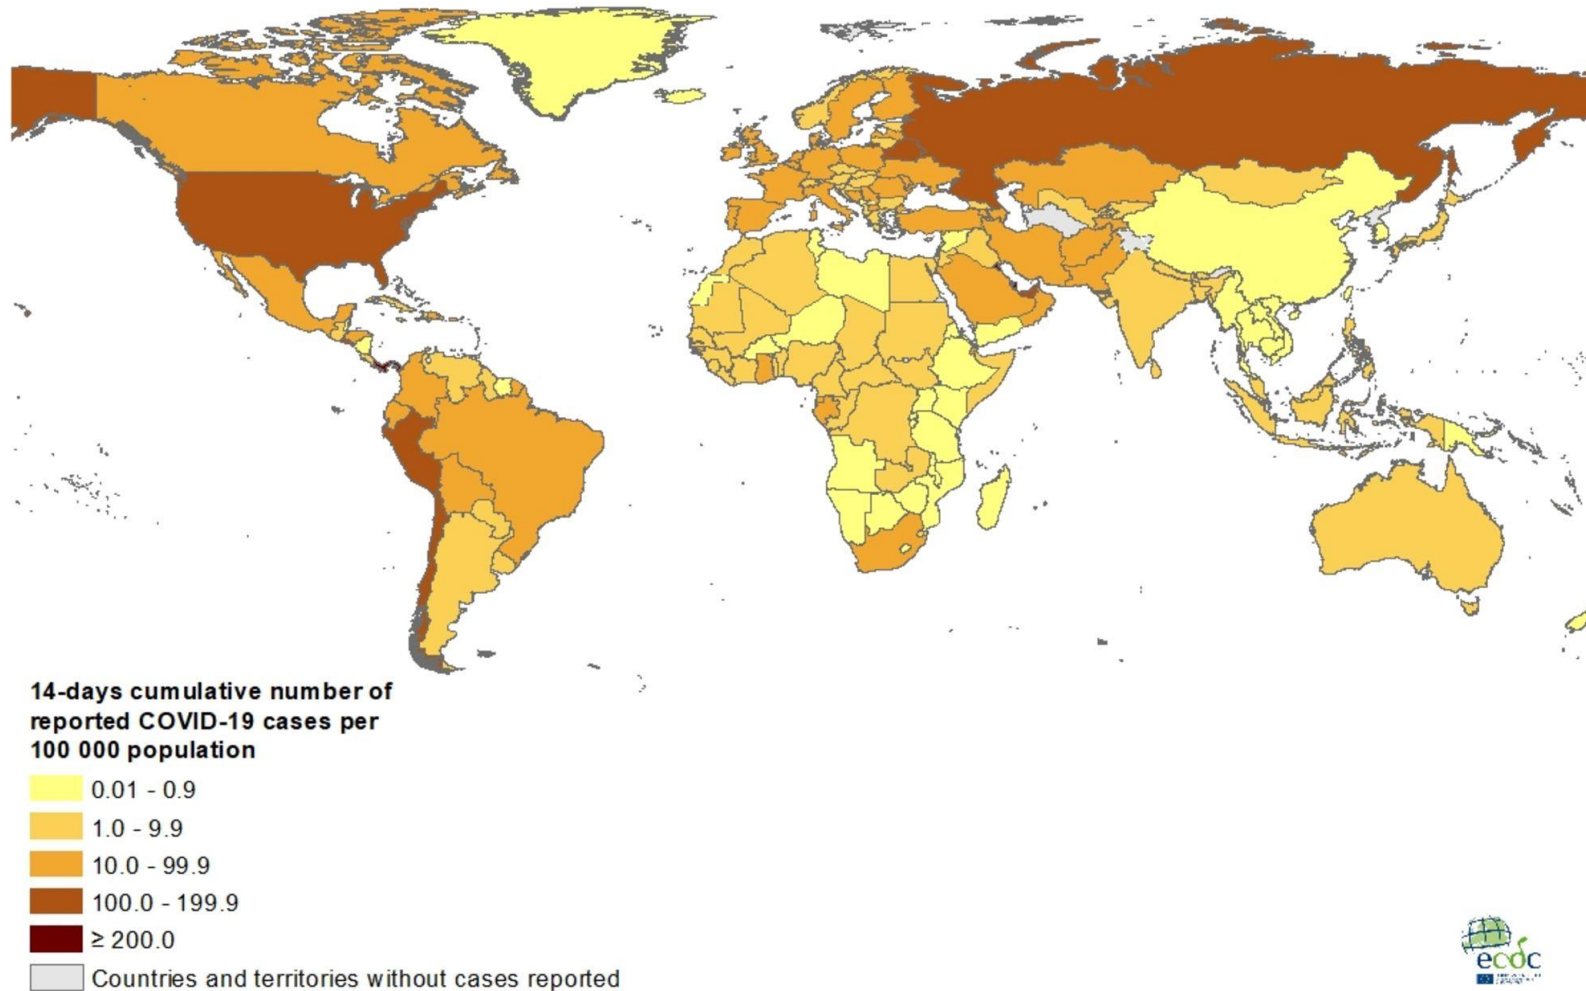 14-days cumulative number of
reported COVID-19 cases per
100 000 population
0.01 - 0.9
1.0 - 9.9
10.0 - 99.9
100.0 - 199.9
≥ 200.0
Countries and territories without cases reported
ecdc